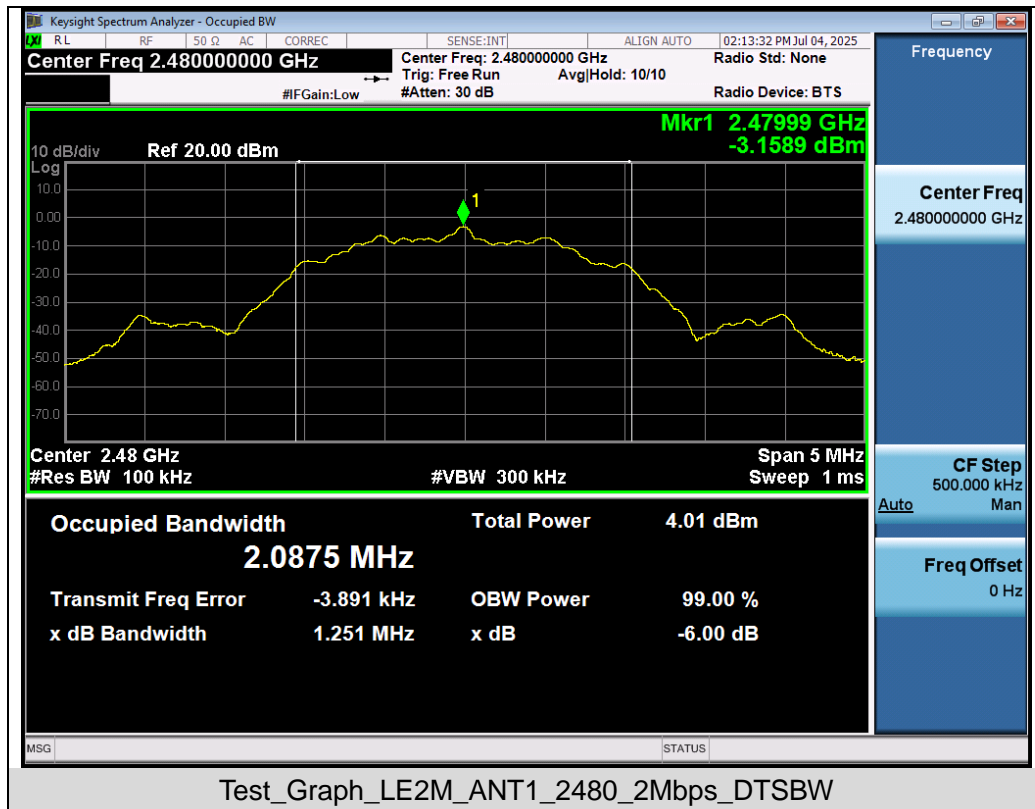 Keysight Spectrum Analyzer - Occupied BW
LXI RL RF 50 Ω AC CORREC SENSE:INT ALIGN AUTO 02:13:32 PM Jul 04, 2025
Center Freq 2.480000000 GHz
Center Freq: 2.480000000 GHz
Radio Std: None
Trig: Free Run Avg|Hold: 10/10
#IFGain:Low
#Atten: 30 dB
Radio Device: BTS
Mkr1 2.47999 GHz
-3.1589 dBm
10 dB/div Ref 20.00 dBm
Log
10.0
1
0.00
-10.0
-20.0
-30.0
-40.0
-50.0
-60.0
-70.0
Center 2.48 GHz Span 5 MHz
#Res BW 100 kHz #VBW 300 kHz Sweep 1 ms
Occupied Bandwidth Total Power 4.01 dBm
2.0875 MHz
Transmit Freq Error -3.891 kHz OBW Power 99.00 %
x dB Bandwidth 1.251 MHz x dB -6.00 dB
MSG STATUS
Frequency
Center Freq
2.480000000 GHz
CF Step
500.000 kHz
Auto Man
Freq Offset
0 Hz
Test_Graph_LE2M_ANT1_2480_2Mbps_DTSBW